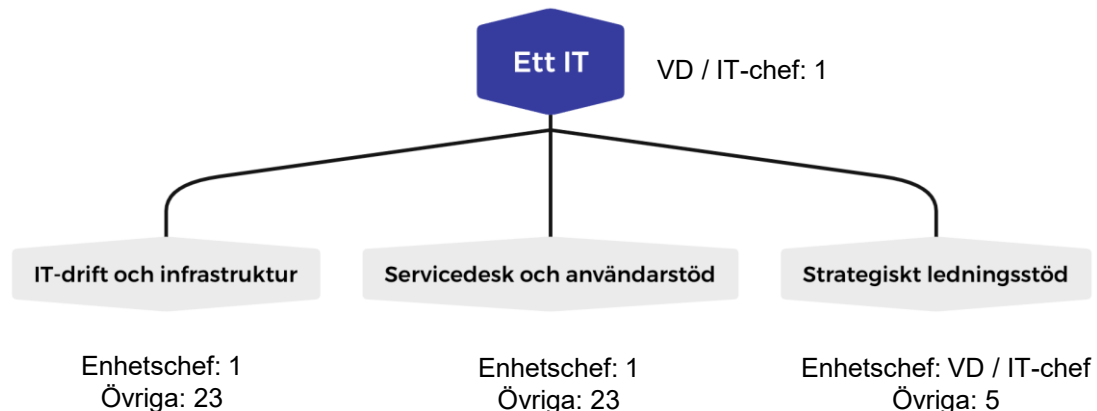 Ett IT
VD / IT-chef: 1
IT-drift och infrastruktur
Servicedesk och användarstöd
Strategiskt ledningsstöd
Enhetschef: 1
Övriga: 23
Enhetschef: 1
Övriga: 23
Enhetschef: VD / IT-chef
Övriga: 5